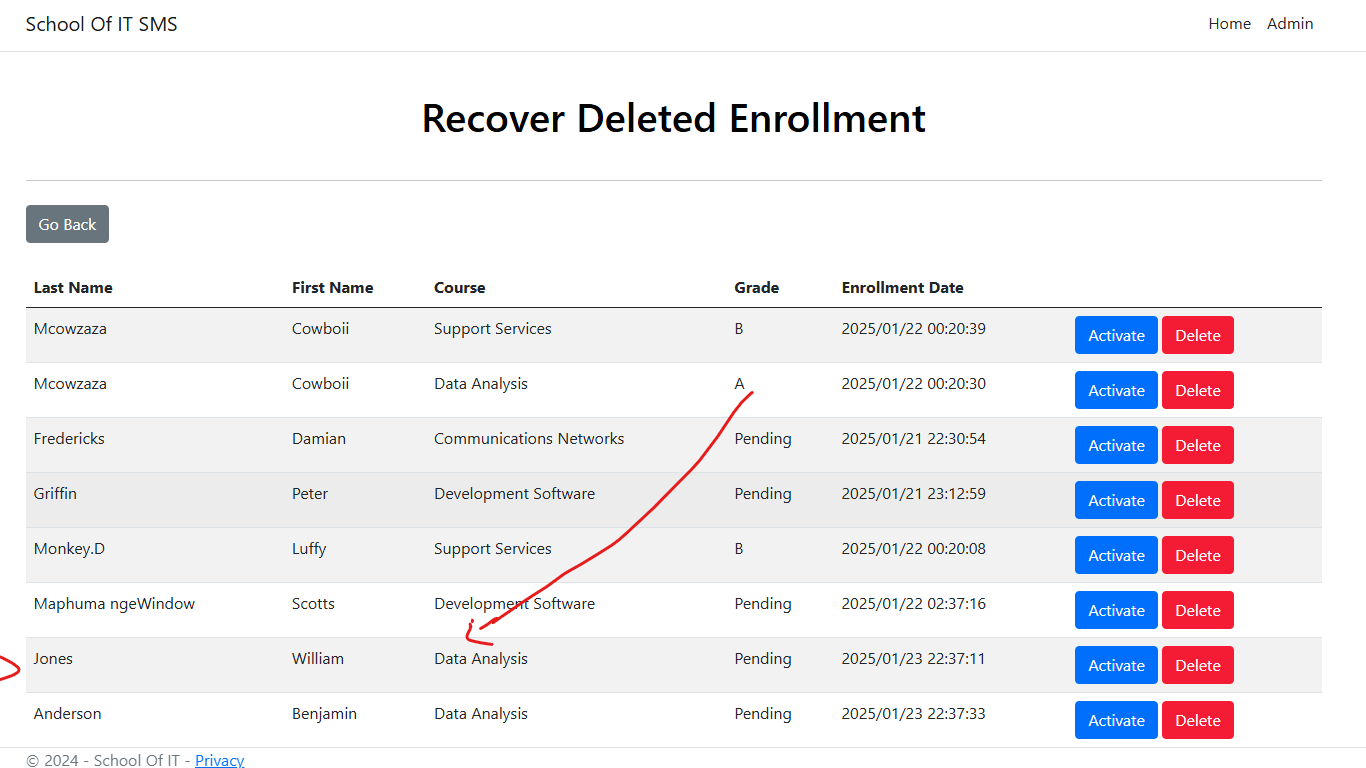 School Of IT SMS Home Admin
Recover Deleted Enrollment
Go Back
Last Name First Name Course Grade Enrollment Date
Mcowzaza Cowboii Support Services B 2025/01/22 00:20:39 Activate Delete
Mcowzaza Cowboii Data Analysis A 2025/01/22 00:20:30 Activate Delete
Fredericks Damian Communications Networks Pending 2025/01/21 22:30:54 Activate Delete
Griffin Peter Development Software Pending 2025/01/21 23:12:59 Activate Delete
Monkey.D Luffy Support Services B 2025/01/22 00:20:08 Activate Delete
Maphuma ngeWindow Scotts Development Software Pending 2025/01/22 02:37:16 Activate Delete
Jones William Data Analysis Pending 2025/01/23 22:37:11 Activate Delete
Anderson Benjamin Data Analysis Pending 2025/01/23 22:37:33 Activate Delete
© 2024 - School Of IT - Privacy